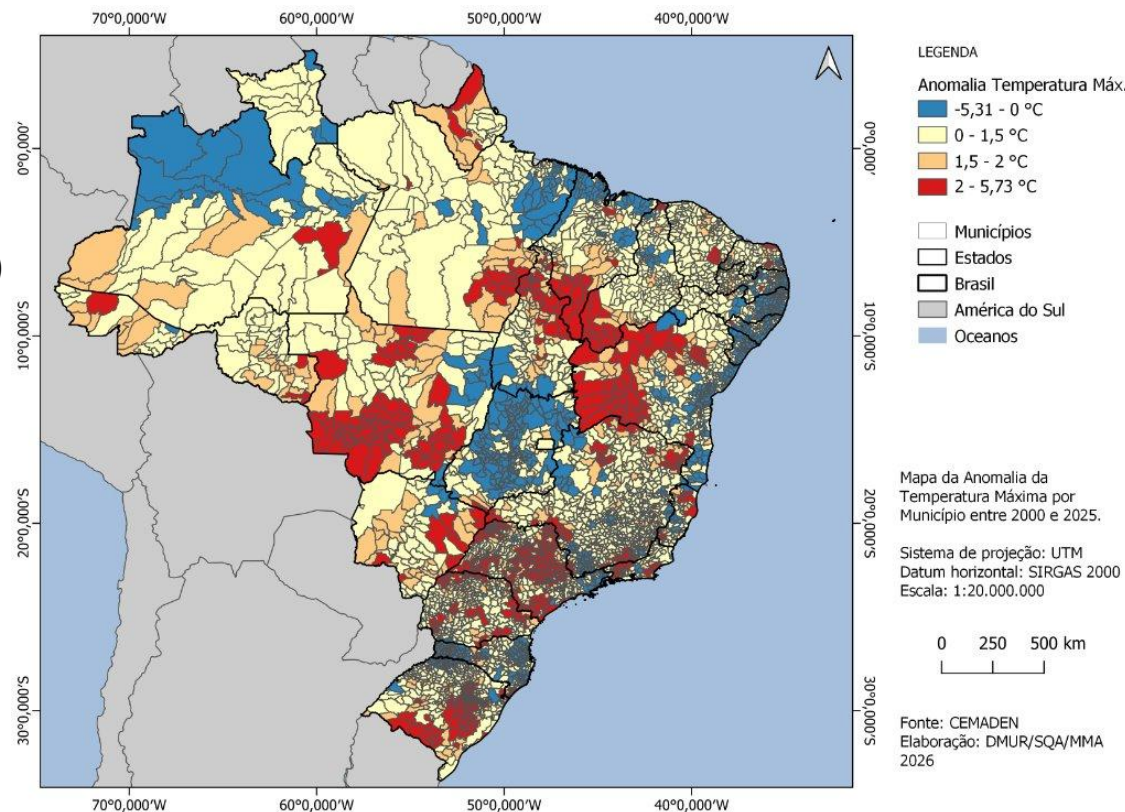 70°0,000'W 60°0,000'W 50°0,000'W 40°0,000'W
0°0,000' 10°0,000'S 20°0,000'S 30°0,000'S
0°0,000' 10°0,000'S 20°0,000'S 30°0,000'S
70°0,000'W 60°0,000'W 50°0,000'W 40°0,000'W
)
LEGENDA
Anomalia Temperatura Máx.
-5,31 - 0 °C
0 - 1,5 °C
1,5 - 2 °C
2 - 5,73 °C
Municípios
Estados
Brasil
América do Sul
Oceanos
Mapa da Anomalia da
Temperatura Máxima por
Município entre 2000 e 2025.
Sistema de projeção: UTM
Datum horizontal: SIRGAS 2000
Escala: 1:20.000.000
0 250 500 km
Fonte: CEMADEN
Elaboração: DMUR/SQA/MMA
2026